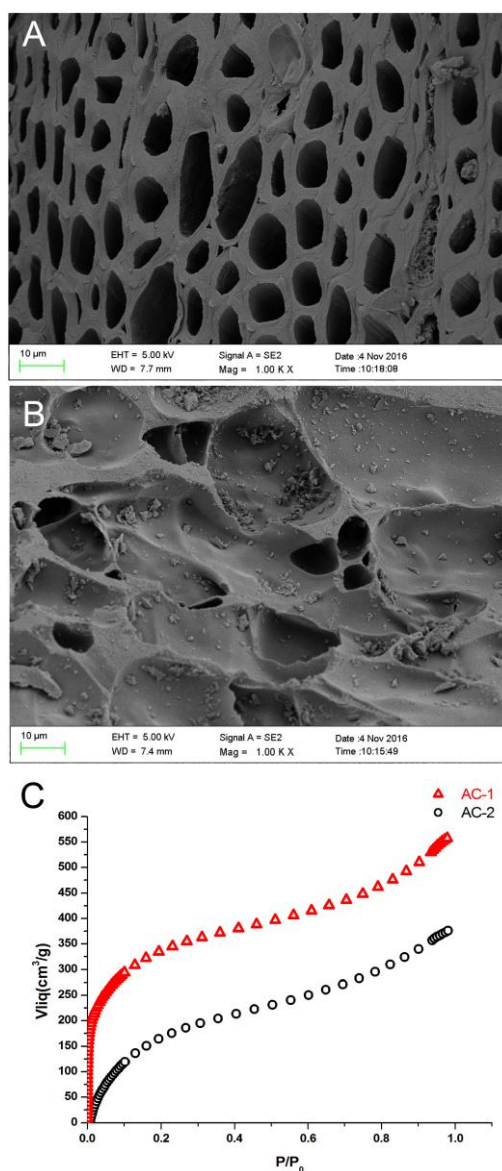 A
10 µm
EHT = 5.00 kV
WD = 7.7 mm
Signal A = SE2
Mag = 1.00 K X
Date :4 Nov 2016
Time :10:18:08
B
10 µm
EHT = 5.00 kV
WD = 7.4 mm
Signal A = SE2
Mag = 1.00 K X
Date :4 Nov 2016
Time :10:15:49
C
AC-1
AC-2
600
550
500
450
400
350
300
250
200
150
100
50
0
Vliq(cm³/g)
0.0 0.2 0.4 0.6 0.8 1.0
P/P₀